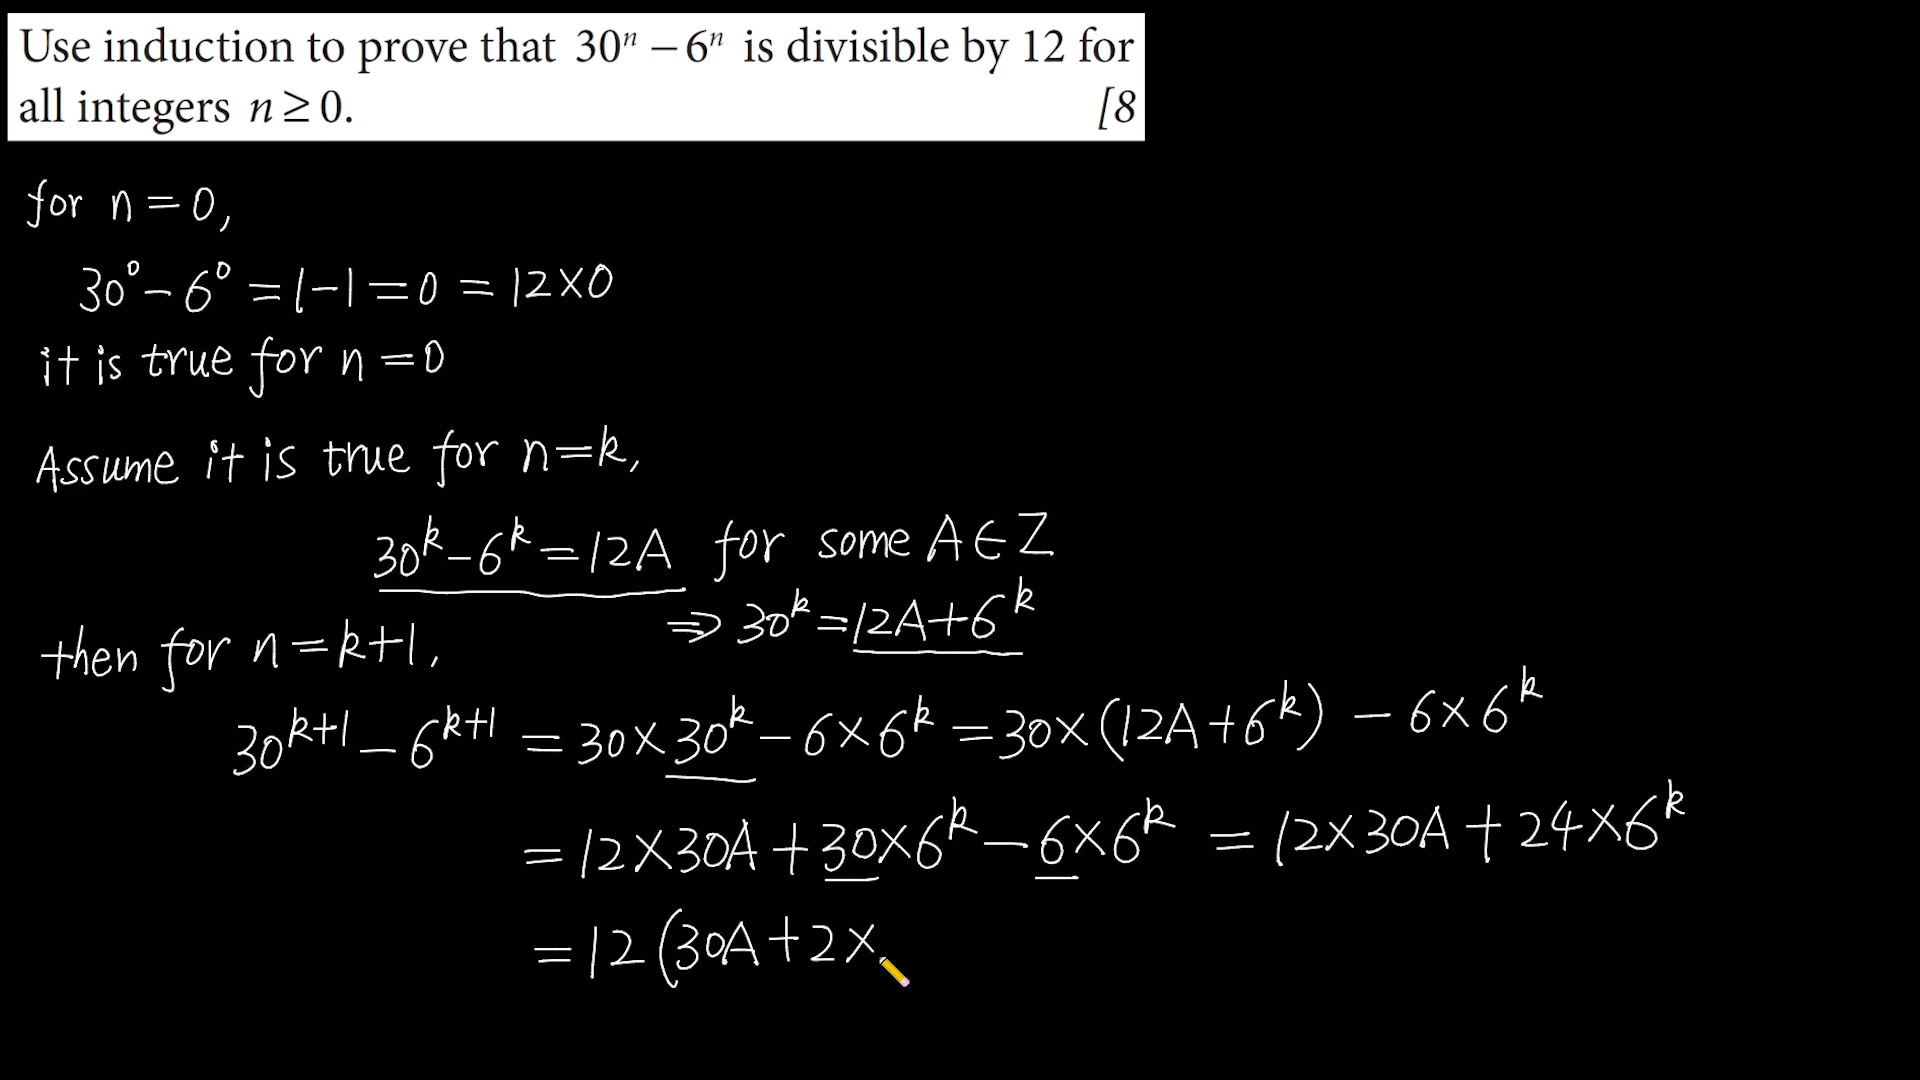 Use induction to prove that 30ⁿ − 6ⁿ is divisible by 12 for
all integers n ≥ 0. [8
for n = 0,
30⁰ − 6⁰ = 1 − 1 = 0 = 12×0
it is true for n = 0
Assume it is true for n = k,
30ᵏ − 6ᵏ = 12A for some A ∈ Z
⇒ 30ᵏ = 12A + 6ᵏ
then for n = k+1,
30ᵏ⁺¹ − 6ᵏ⁺¹ = 30×30ᵏ − 6×6ᵏ = 30×(12A + 6ᵏ) − 6×6ᵏ
= 12×30A + 30×6ᵏ − 6×6ᵏ = 12×30A + 24×6ᵏ
= 12(30A + 2×